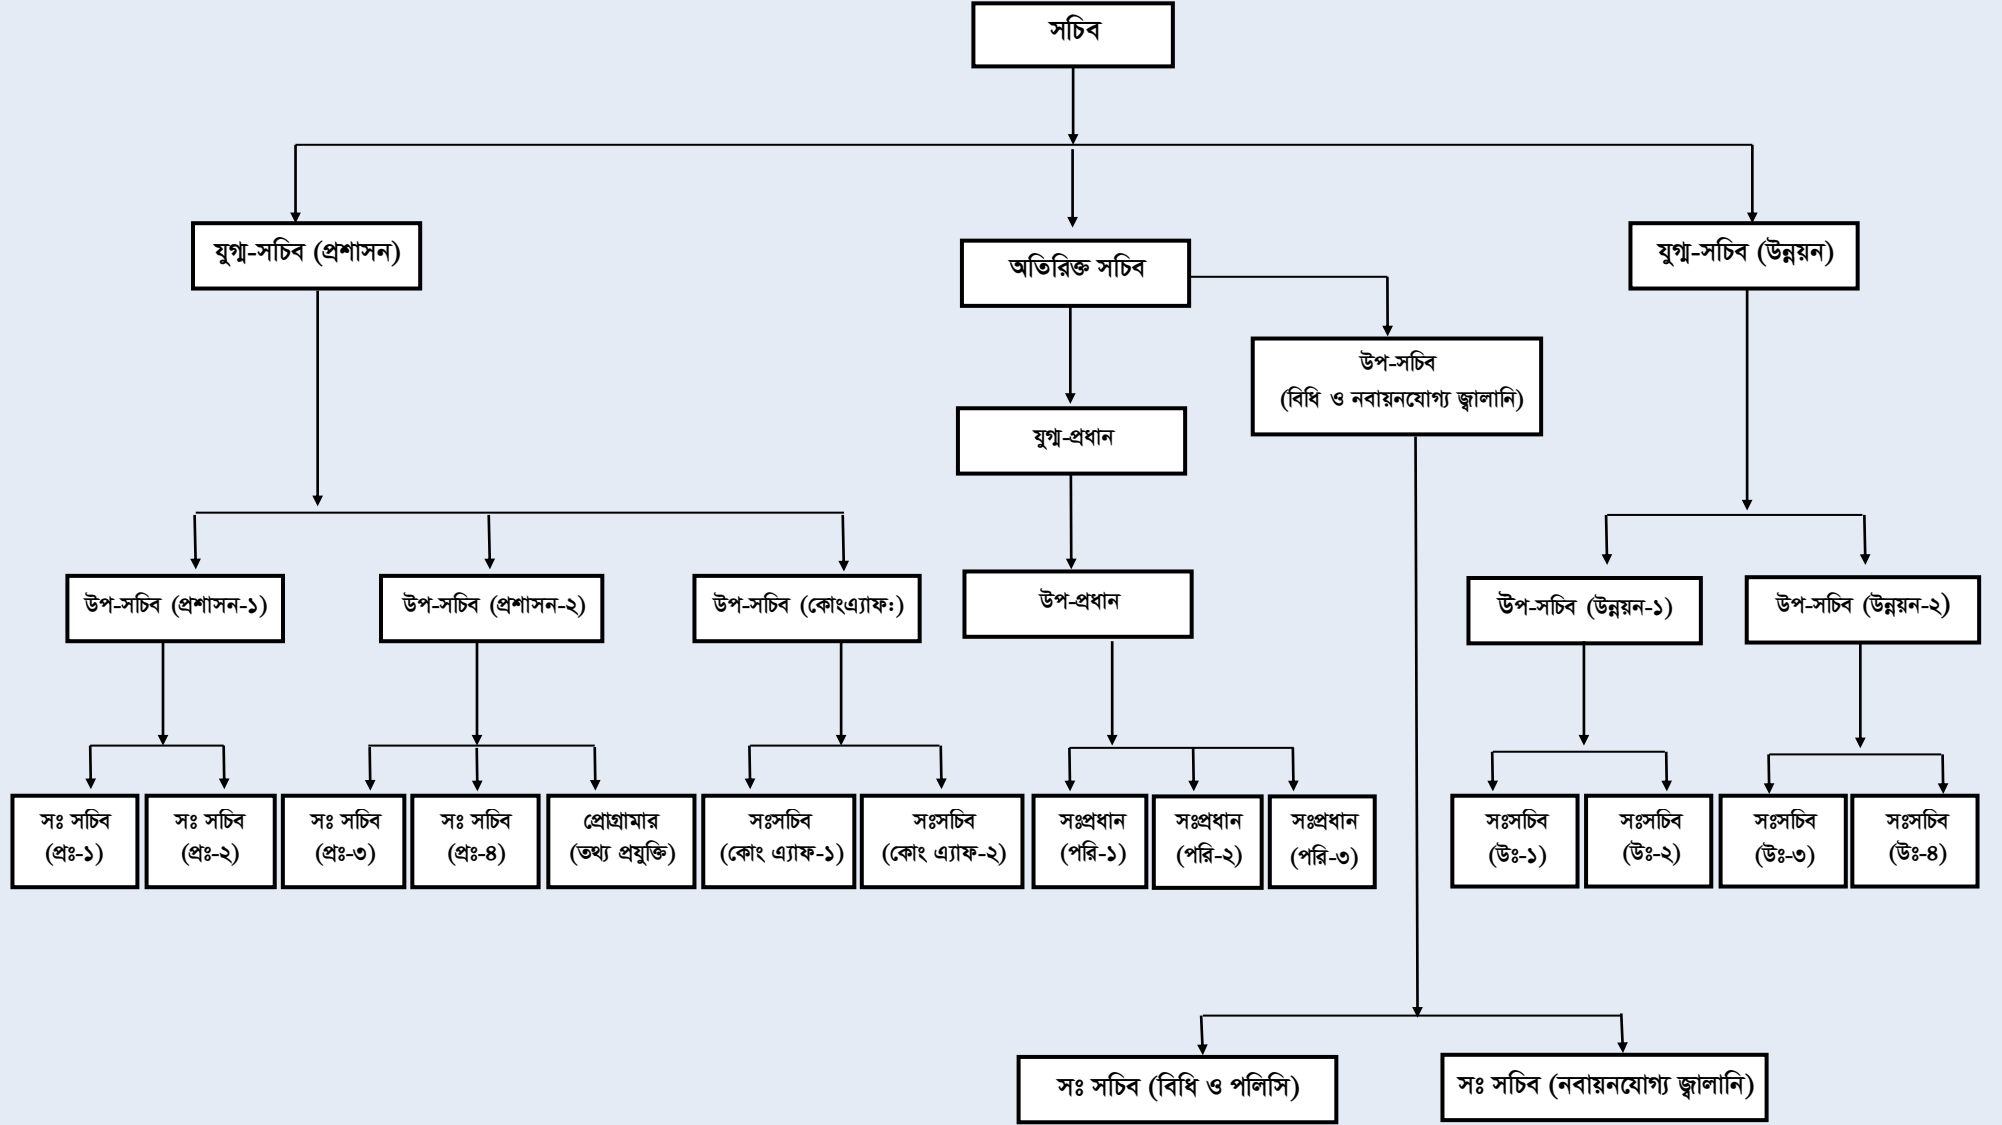 সচিব
যুগ্ম-সচিব (প্রশাসন)
অতিরিক্ত সচিব
যুগ্ম-সচিব (উন্নয়ন)
উপ-সচিব
(বিধি ও নবায়নযোগ্য জ্বালানি)
যুগ্ম-প্রধান
উপ-সচিব (প্রশাসন-১)
উপ-সচিব (প্রশাসন-২)
উপ-সচিব (কোংএ্যাফ:)
উপ-প্রধান
উপ-সচিব (উন্নয়ন-১)
উপ-সচিব (উন্নয়ন-২)
সঃ সচিব
(প্রঃ-১)
সঃ সচিব
(প্রঃ-২)
সঃ সচিব
(প্রঃ-৩)
সঃ সচিব
(প্রঃ-৪)
প্রোগ্রামার
(তথ্য প্রযুক্তি)
সঃসচিব
(কোং এ্যাফ-১)
সঃসচিব
(কোং এ্যাফ-২)
সঃপ্রধান
(পরি-১)
সঃপ্রধান
(পরি-২)
সঃপ্রধান
(পরি-৩)
সঃসচিব
(উঃ-১)
সঃসচিব
(উঃ-২)
সঃসচিব
(উঃ-৩)
সঃসচিব
(উঃ-৪)
সঃ সচিব (বিধি ও পলিসি)
সঃ সচিব (নবায়নযোগ্য জ্বালানি)